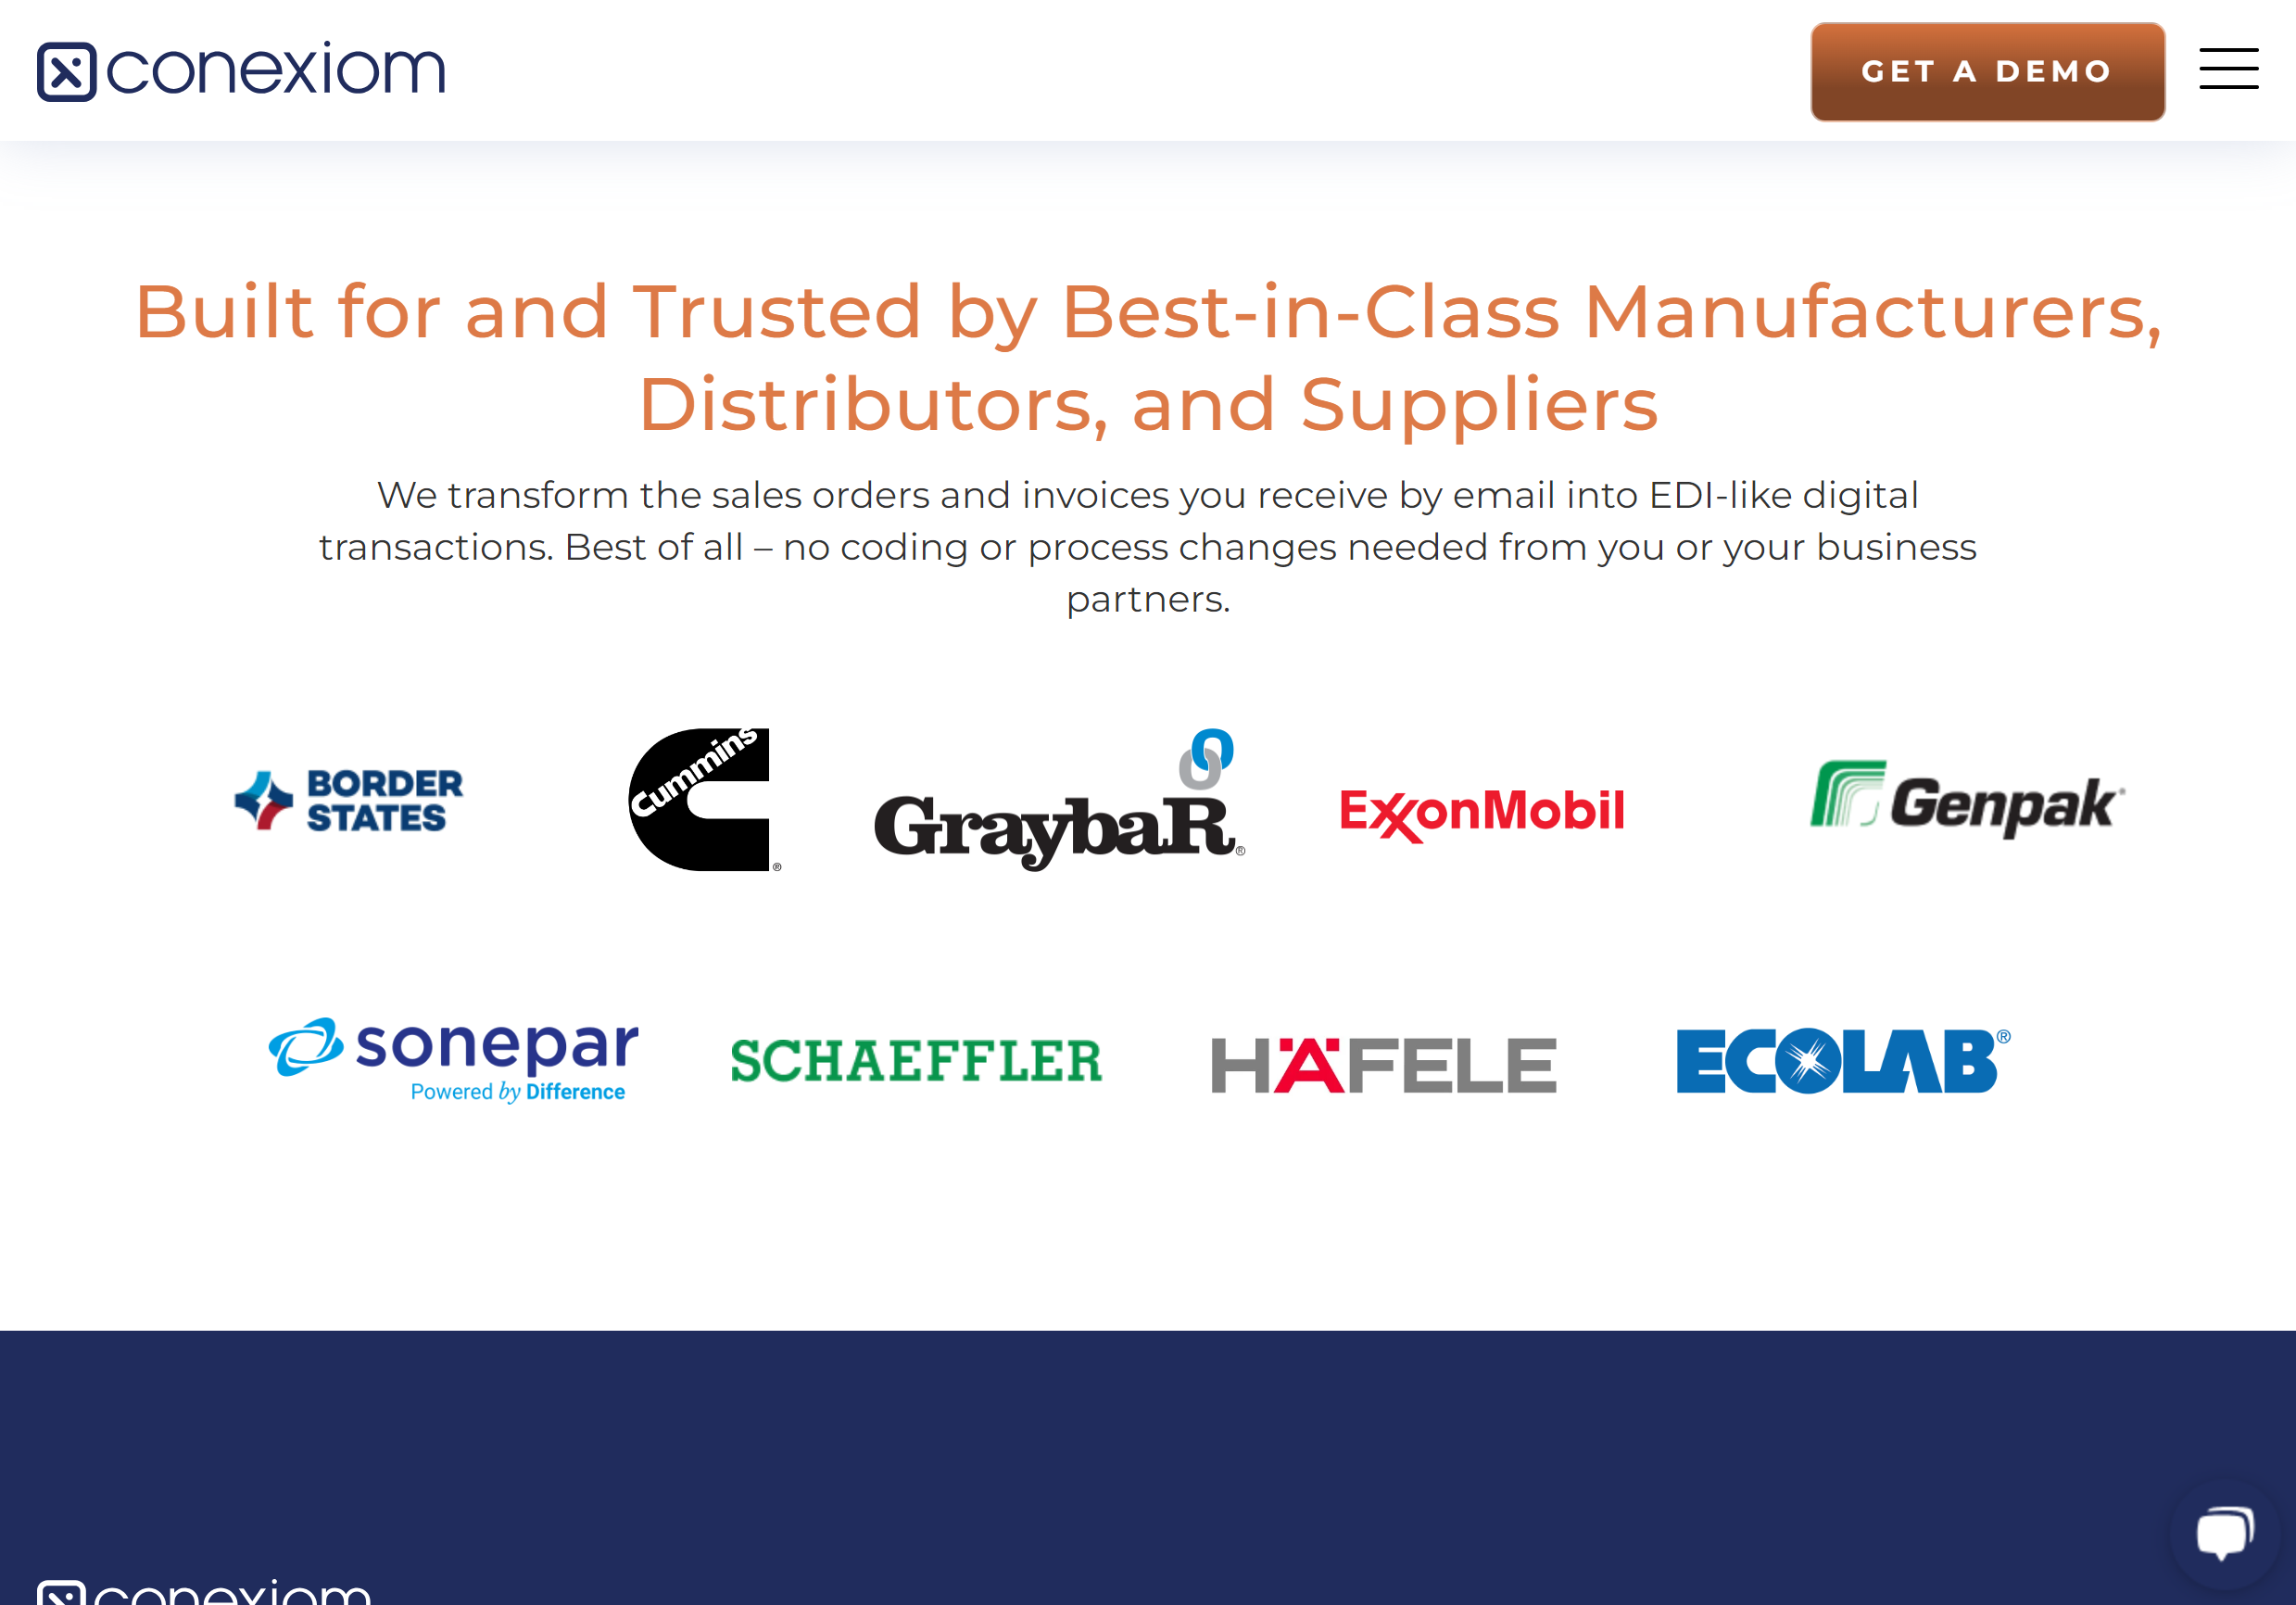 conexiom
GET A DEMO
Built for and Trusted by Best-in-Class Manufacturers,
Distributors, and Suppliers
We transform the sales orders and invoices you receive by email into EDI-like digital
transactions. Best of all – no coding or process changes needed from you or your business
partners.
BORDER
STATES
Cummins ®
GraybaR ®
ExxonMobil
Genpak ®
sonepar
Powered by Difference
SCHAEFFLER
HÄFELE
ECOLAB ®
conexiom